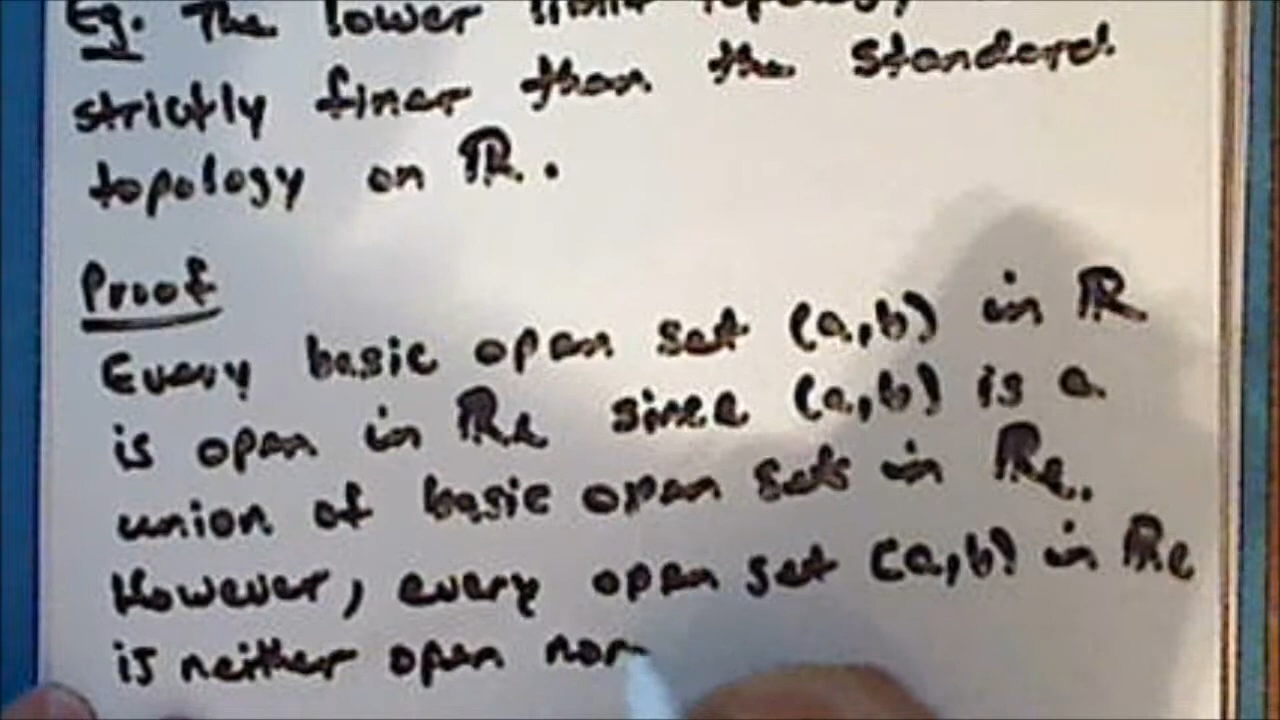 Eg. The lower limit topology
strictly finer than the standard
topology on ℝ.
Proof
Every basic open set (a,b) in ℝ
is open in ℝℓ since (a,b) is a
union of basic open sets in ℝℓ.
However, every open set [a,b) in ℝℓ
is neither open nor